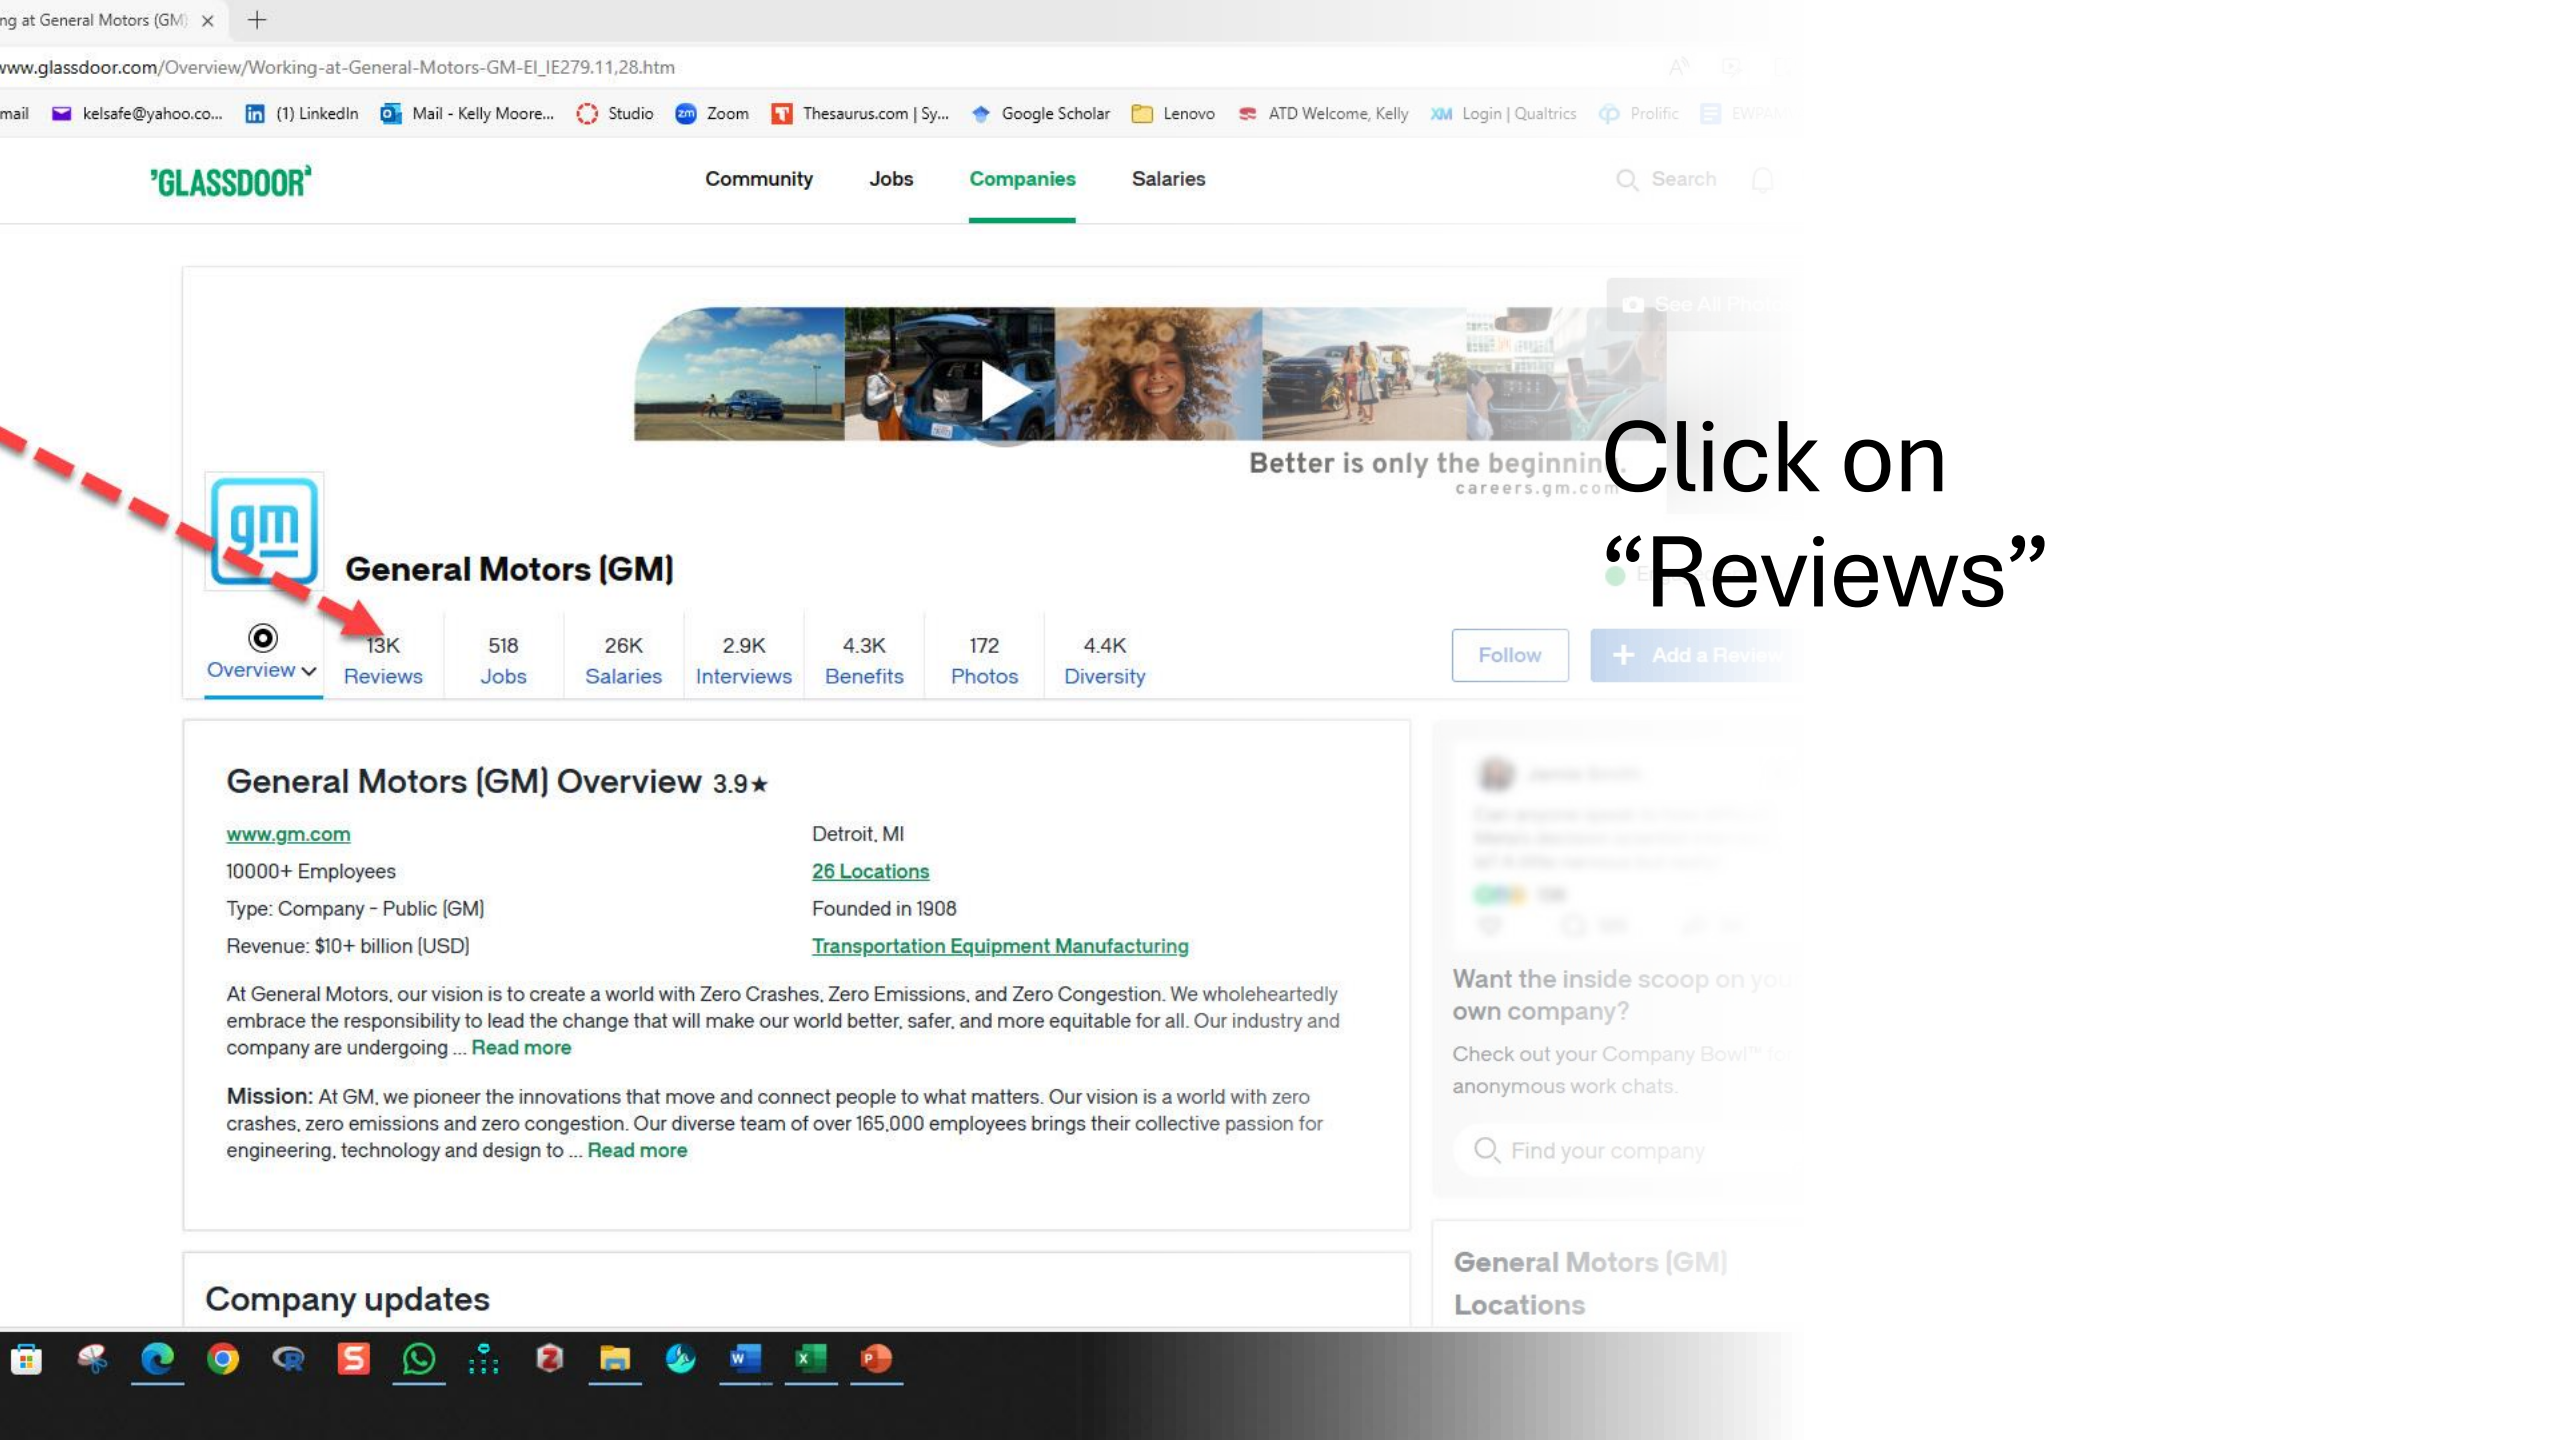 ng at General Motors (GM)
www.glassdoor.com/Overview/Working-at-General-Motors-GM-EI_IE279.11,28.htm
mail kelsafe@yahoo.co... (1) LinkedIn Mail - Kelly Moore... Studio Zoom Thesaurus.com | Sy... Google Scholar Lenovo ATD Welcome, Kelly Login | Qualtrics Prolific EWPAM
GLASSDOOR Community Jobs Companies Salaries Search
See All Photos
Better is only the beginning.
careers.gm.com
Click on
“Reviews”
gm
General Motors (GM)
13K 518 26K 2.9K 4.3K 172 4.4K
Overview Reviews Jobs Salaries Interviews Benefits Photos Diversity
Follow + Add a Review
General Motors (GM) Overview 3.9★
www.gm.com Detroit, MI
10000+ Employees 26 Locations
Type: Company - Public (GM) Founded in 1908
Revenue: $10+ billion (USD) Transportation Equipment Manufacturing
At General Motors, our vision is to create a world with Zero Crashes, Zero Emissions, and Zero Congestion. We wholeheartedly
embrace the responsibility to lead the change that will make our world better, safer, and more equitable for all. Our industry and
company are undergoing ... Read more
Mission: At GM, we pioneer the innovations that move and connect people to what matters. Our vision is a world with zero
crashes, zero emissions and zero congestion. Our diverse team of over 165,000 employees brings their collective passion for
engineering, technology and design to ... Read more
Want the inside scoop on you
own company?
Check out your Company Bowl™ fo
anonymous work chats.
Find your company
Company updates
General Motors (GM)
Locations